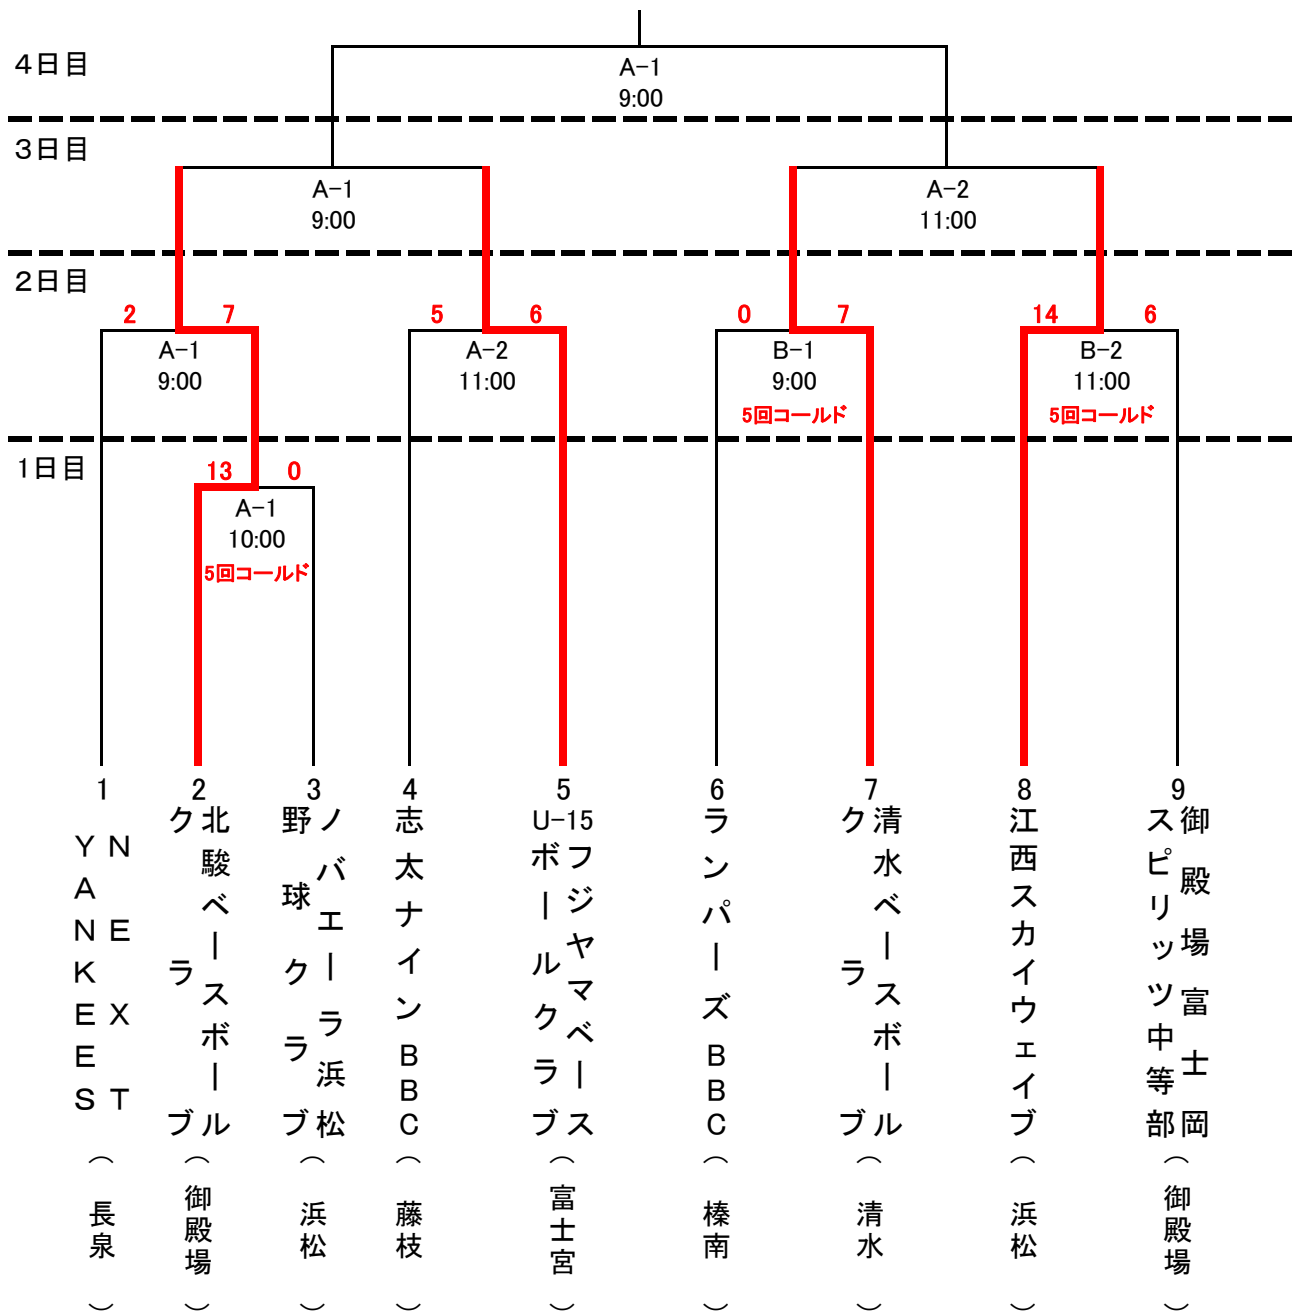 4日目
A-1
9:00
3日目
A-1
9:00
A-2
11:00
2日目
2 7
A-1
9:00
5 6
A-2
11:00
0 7
B-1
9:00
5回コールド
14 6
B-2
11:00
5回コールド
1日目
13 0
A-1
10:00
5回コールド
1
NEXT
YANKEES
（長泉）
2
北駿ベースボール
クラブ
（御殿場）
3
ノバエーラ浜松
野球クラブ
（浜松）
4
志太ナインBBC
（藤枝）
5
U-15
フジヤマベース
ボールクラブ
（富士宮）
6
ランパーズBBC
（榛南）
7
清水ベースボール
クラブ
（清水）
8
江西スカイウェイブ
（浜松）
9
御殿場富士岡
スピリッツ中等部
（御殿場）